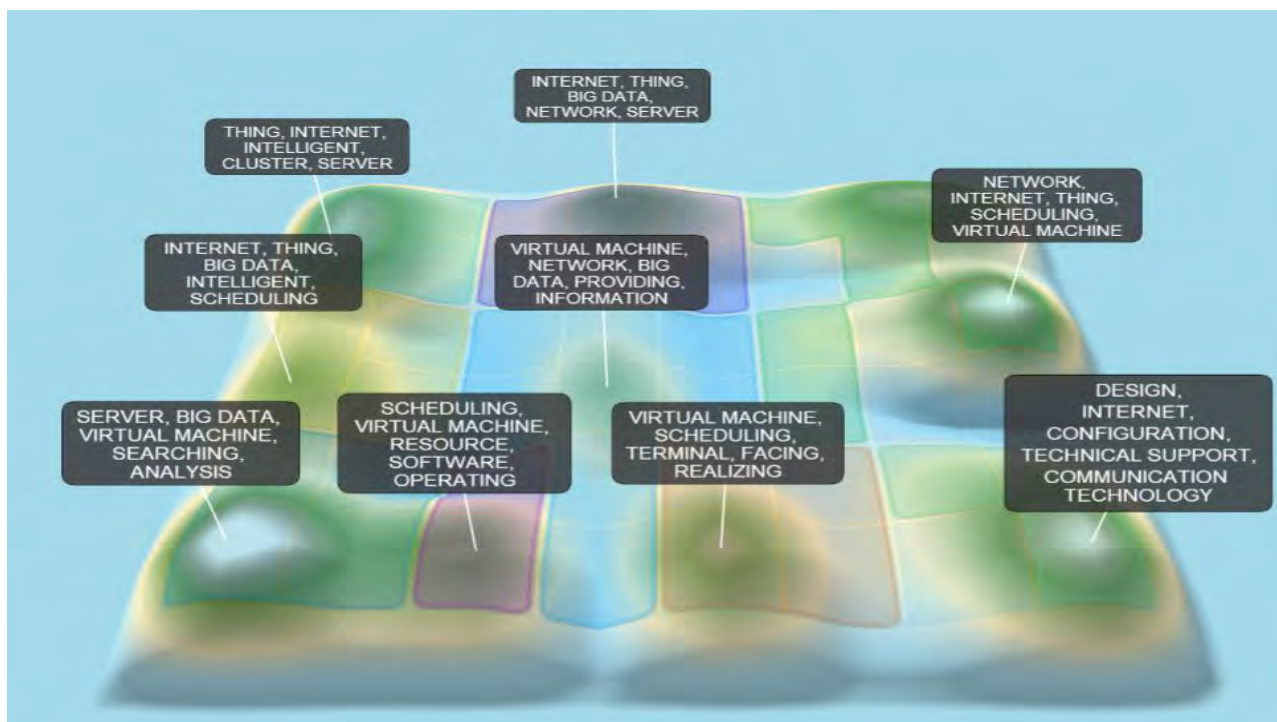 INTERNET, THING,
BIG DATA,
NETWORK, SERVER
THING, INTERNET,
INTELLIGENT,
CLUSTER, SERVER
NETWORK,
INTERNET, THING,
SCHEDULING,
VIRTUAL MACHINE
INTERNET, THING,
BIG DATA,
INTELLIGENT,
SCHEDULING
VIRTUAL MACHINE,
NETWORK, BIG
DATA, PROVIDING,
INFORMATION
SERVER, BIG DATA,
VIRTUAL MACHINE,
SEARCHING,
ANALYSIS
SCHEDULING,
VIRTUAL MACHINE,
RESOURCE,
SOFTWARE,
OPERATING
VIRTUAL MACHINE,
SCHEDULING,
TERMINAL, FACING,
REALIZING
DESIGN,
INTERNET,
CONFIGURATION,
TECHNICAL SUPPORT,
COMMUNICATION
TECHNOLOGY